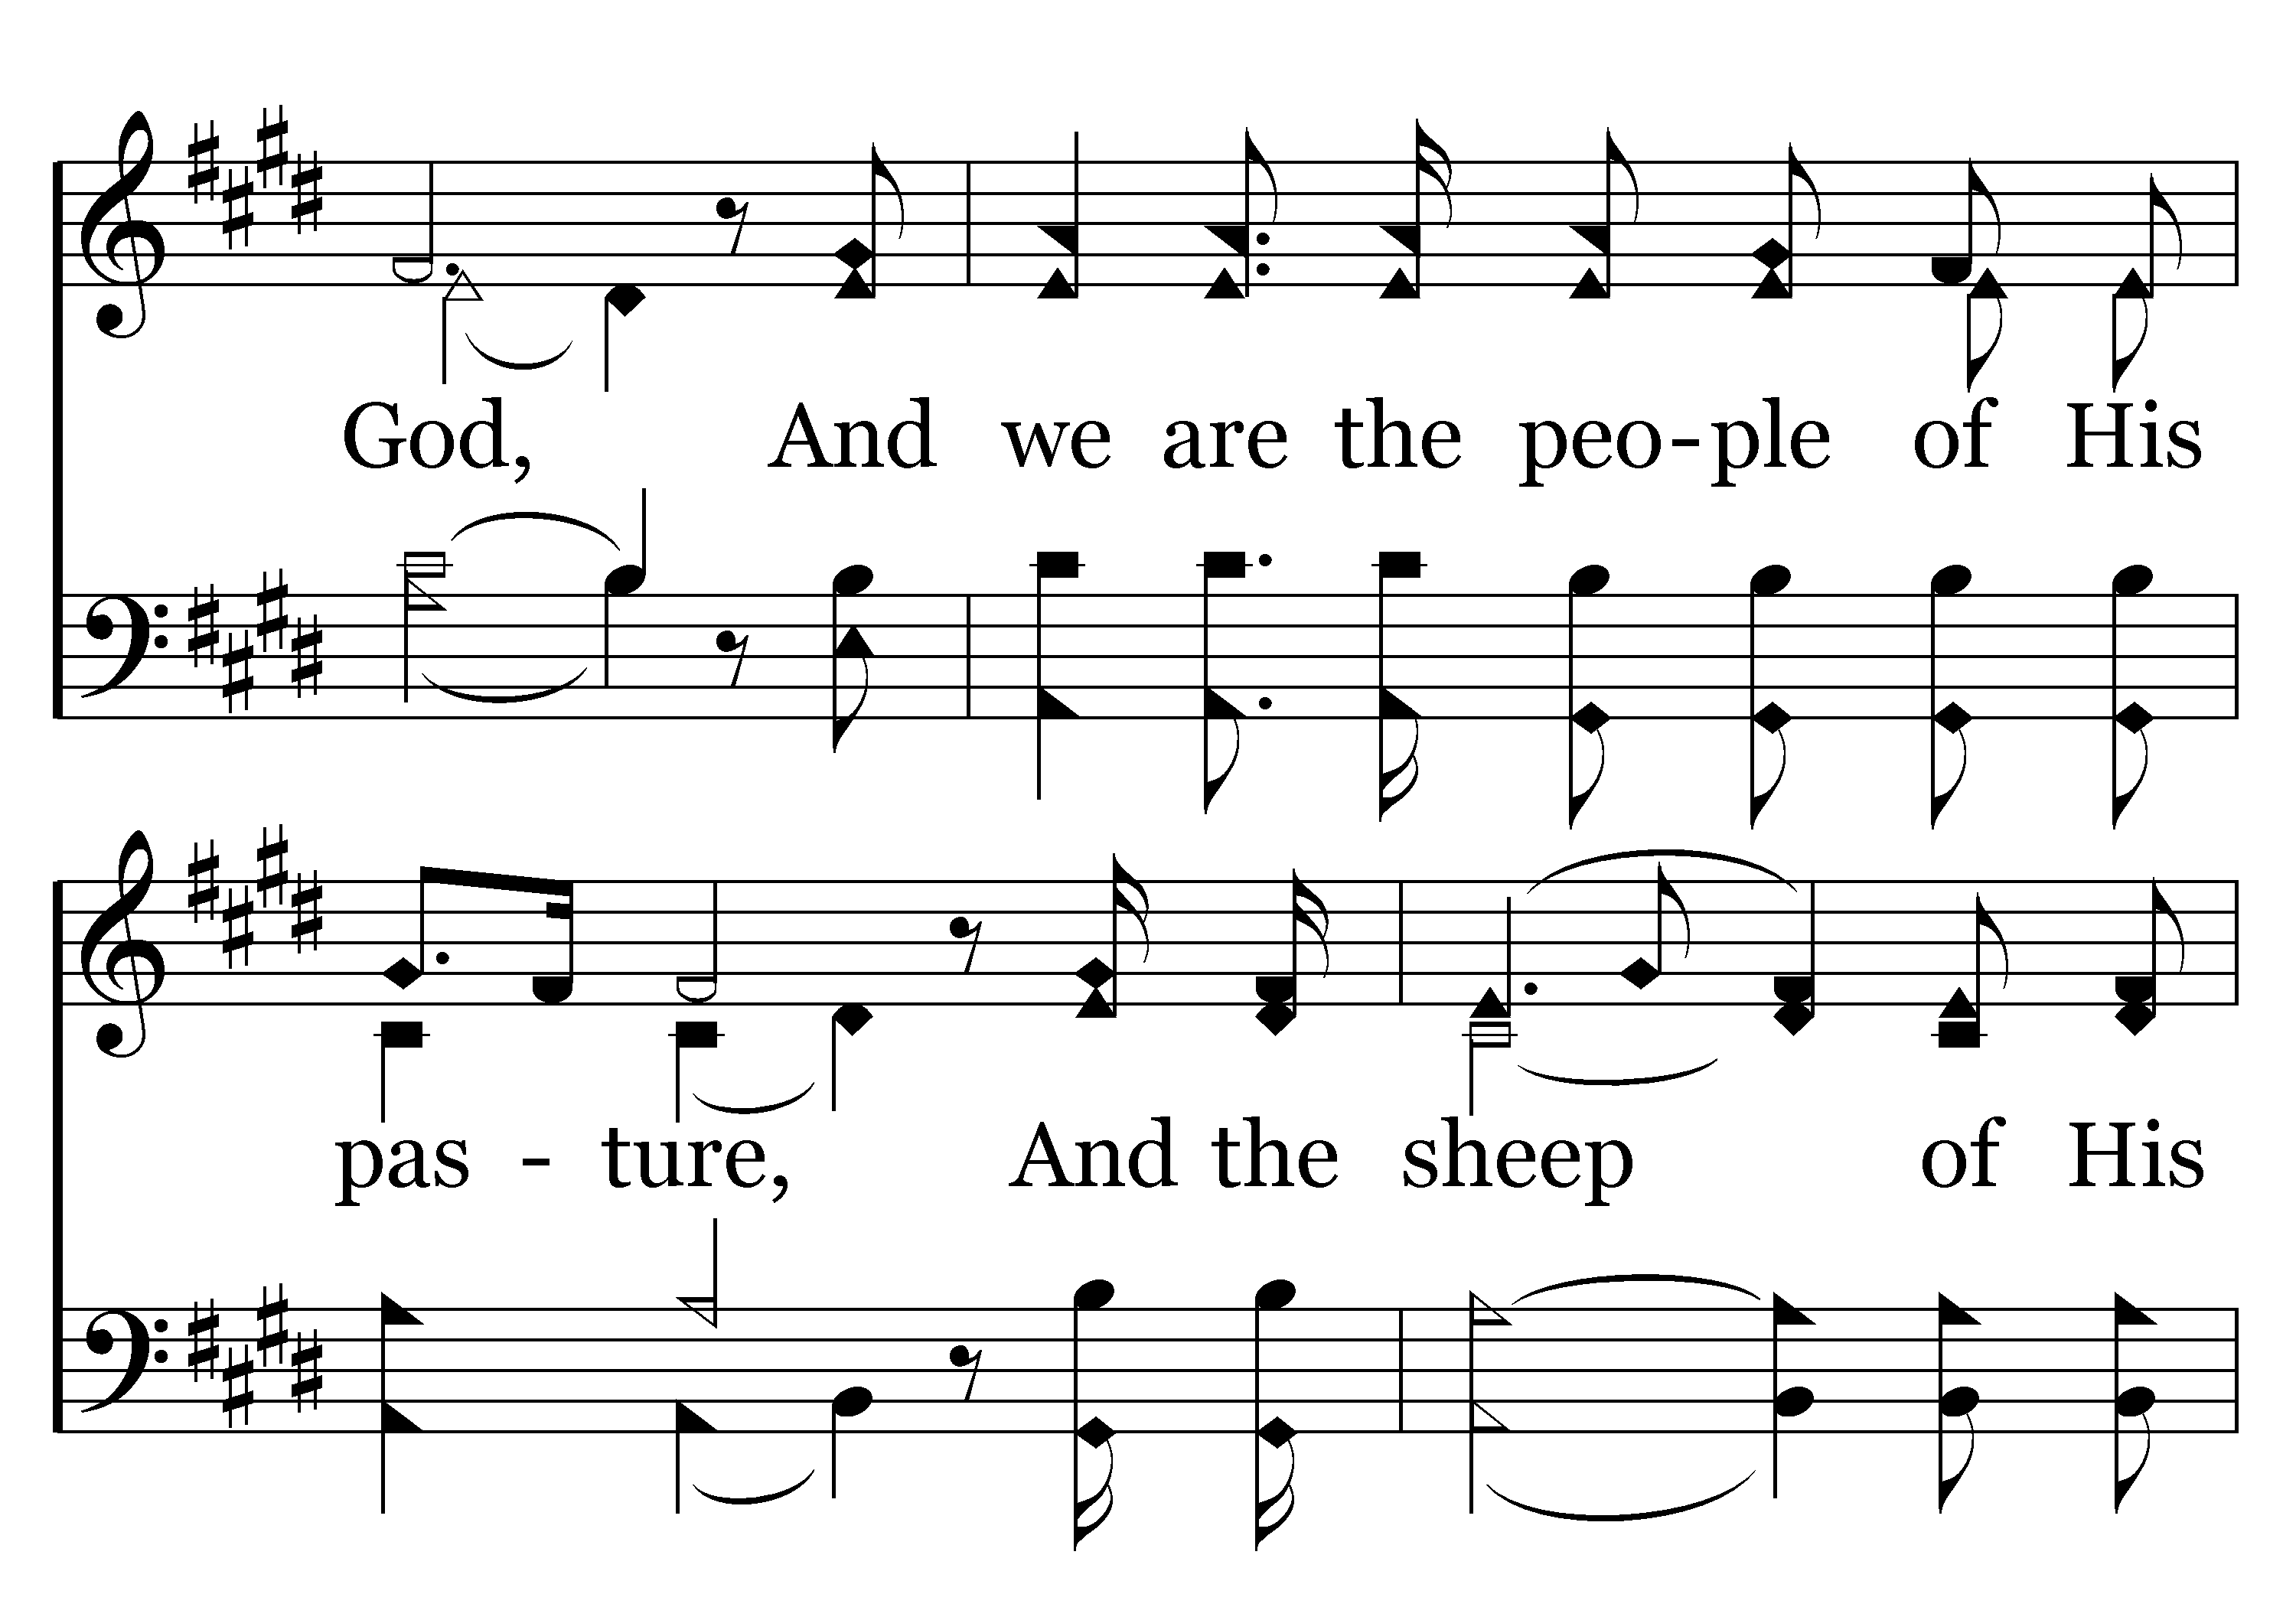 God, And we are the peo-ple of His
pas - ture, And the sheep of His